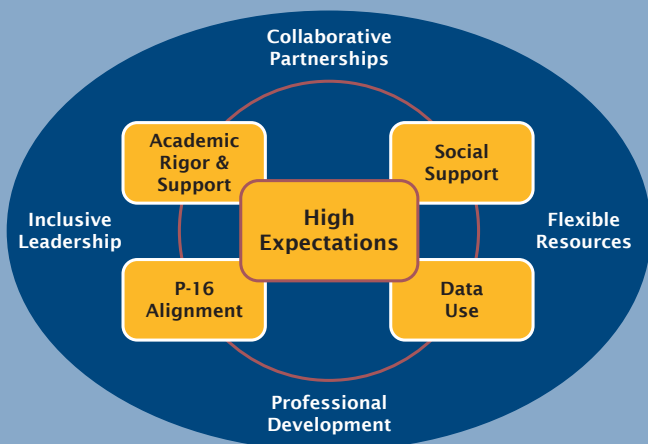 Collaborative
Partnerships
Academic
Rigor &
Support
Social
Support
Inclusive
Leadership
High
Expectations
Flexible
Resources
P-16
Alignment
Data
Use
Professional
Development